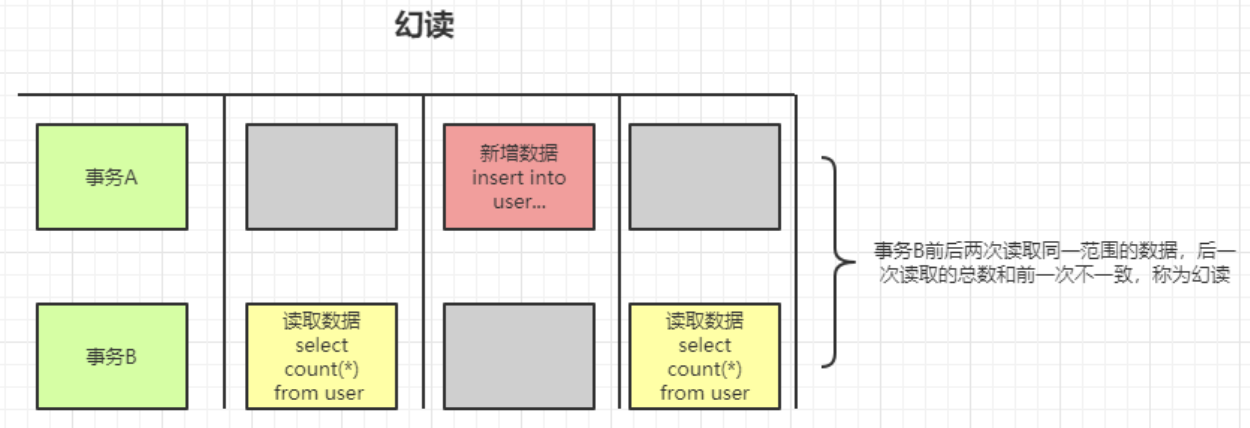 幻读
事务A
新增数据
insert into
user...
事务B前后两次读取同一范围的数据，后一
次读取的总数和前一次不一致，称为幻读
事务B
读取数据
select
count(*)
from user
读取数据
select
count(*)
from user